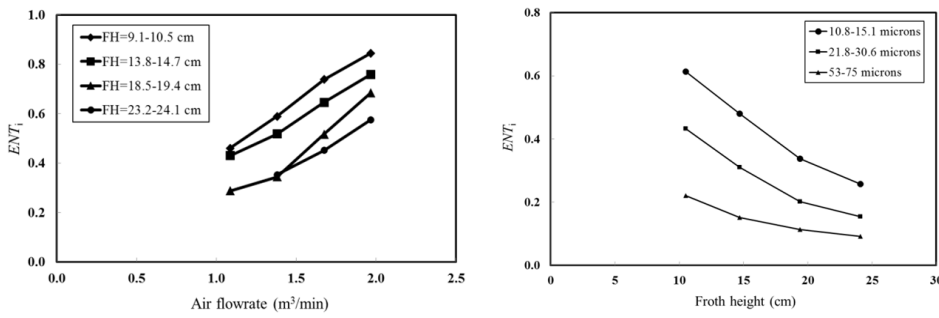 1.0
0.8
0.6
0.4
0.2
0.0
ENTi
FH=9.1-10.5 cm
FH=13.8-14.7 cm
FH=18.5-19.4 cm
FH=23.2-24.1 cm
0.0 0.5 1.0 1.5 2.0 2.5
Air flowrate (m³/min)
0.8
0.6
0.4
0.2
0.0
ENTi
10.8-15.1 microns
21.8-30.6 microns
53-75 microns
0 5 10 15 20 25 30
Froth height (cm)